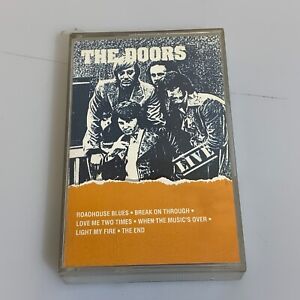 THE DOORS
LIVE
ROADHOUSE BLUES • BREAK ON THROUGH •
LOVE ME TWO TIMES • WHEN THE MUSIC'S OVER •
LIGHT MY FIRE • THE END